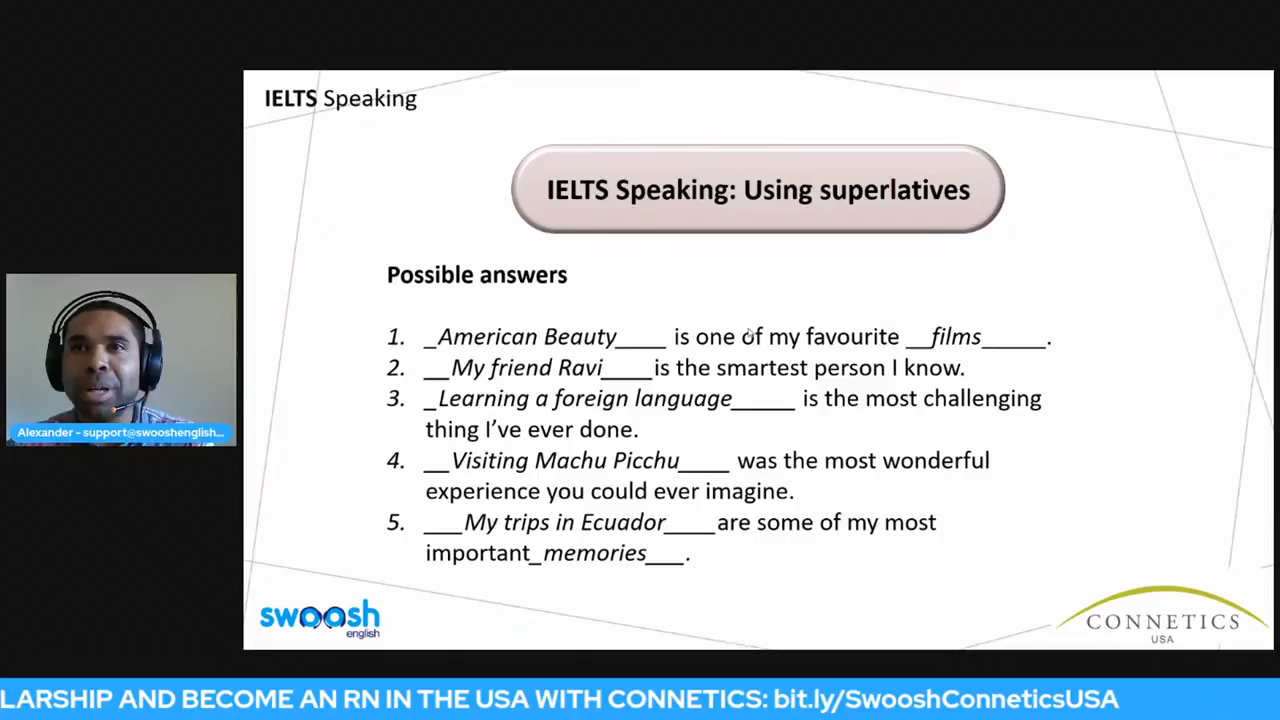 IELTS Speaking
IELTS Speaking: Using superlatives
Possible answers
1. _American Beauty____ is one of my favourite __films_____.
2. __My friend Ravi____is the smartest person I know.
3. _Learning a foreign language_____ is the most challenging
thing I've ever done.
4. __Visiting Machu Picchu____ was the most wonderful
experience you could ever imagine.
5. ___My trips in Ecuador____are some of my most
important_memories___.
Alexander - support@swooshenglish...
swoosh
english
CONNETICS
USA
LARSHIP AND BECOME AN RN IN THE USA WITH CONNETICS: bit.ly/SwooshConneticsUSA